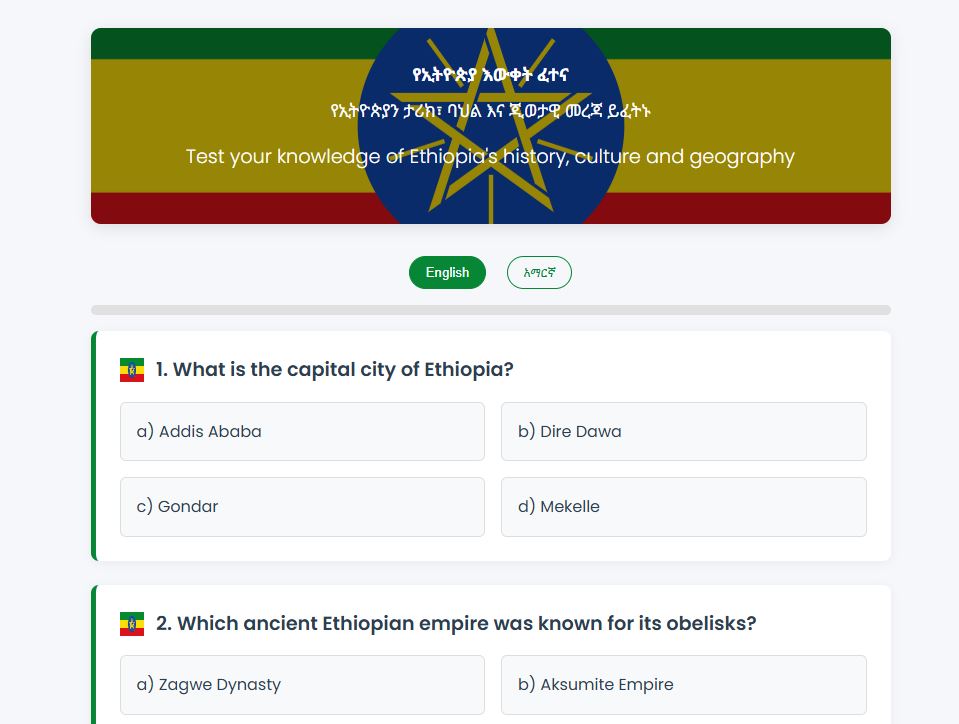 የኢትዮጵያ እውቀት ፈተና
የኢትዮጵያን ታሪክ፣ ባህል እና ጂወታዊ መረጃ ይፈትኑ
Test your knowledge of Ethiopia's history, culture and geography
English አማርኛ
1. What is the capital city of Ethiopia?
a) Addis Ababa b) Dire Dawa
c) Gondar d) Mekelle
2. Which ancient Ethiopian empire was known for its obelisks?
a) Zagwe Dynasty b) Aksumite Empire